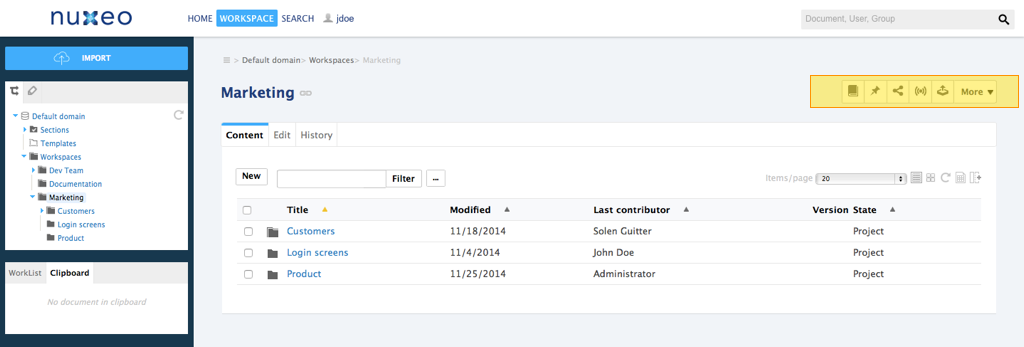 nuxeo HOME WORKSPACE SEARCH jdoe Document, User, Group
IMPORT
> Default domain> Workspaces> Marketing
Marketing More
Default domain
Sections
Templates
Workspaces
Dev Team
Documentation
Marketing
Customers
Login screens
Product
WorkList Clipboard
No document in clipboard
Content Edit History
New Filter ... Items/page 20
Title Modified Last contributor Version State
Customers 11/18/2014 Solen Guitter Project
Login screens 11/4/2014 John Doe Project
Product 11/25/2014 Administrator Project